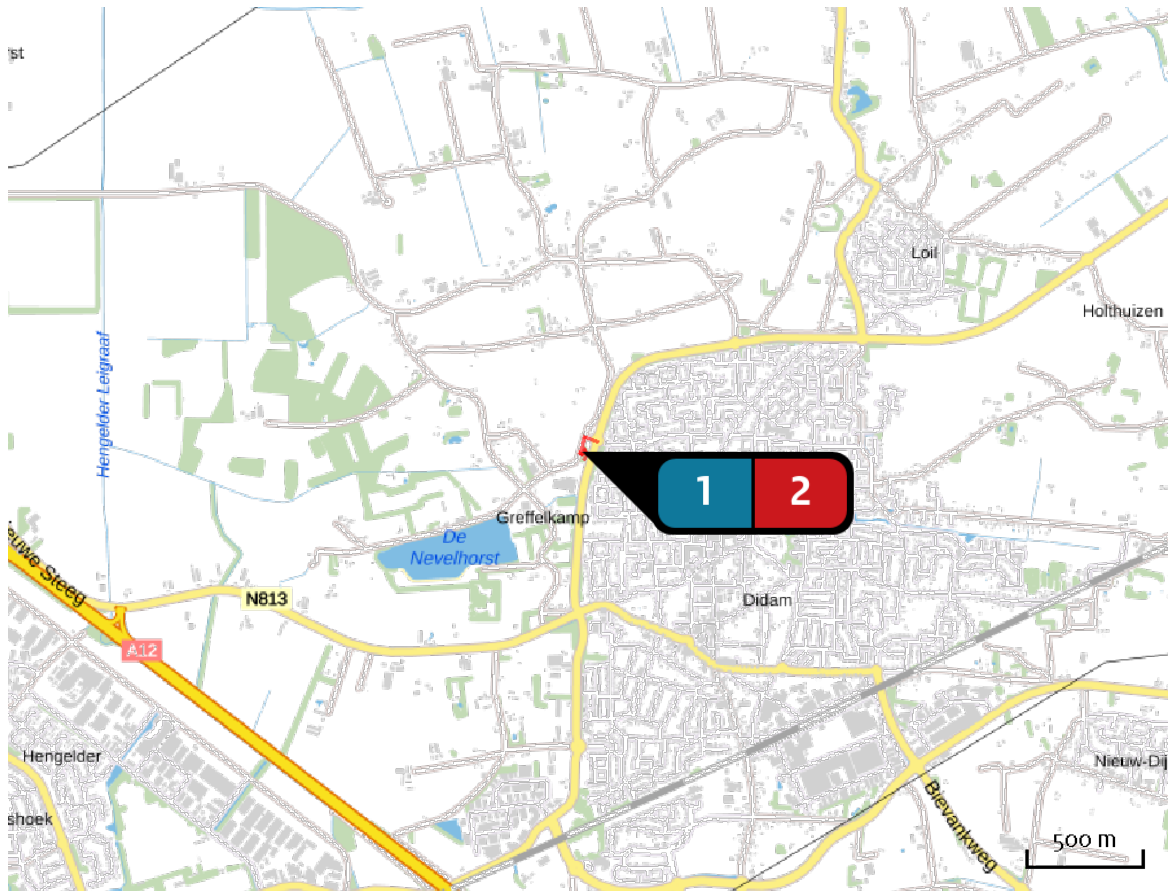 rst
Loil
Holthuizen
Hengelder Leigraaf
1
2
Greffelkamp
De
Nevelhorst
ieuwe Steeg
N813
Didam
A12
Hengelder
Nieuw-Dij
shoek
Bievankweg
500 m